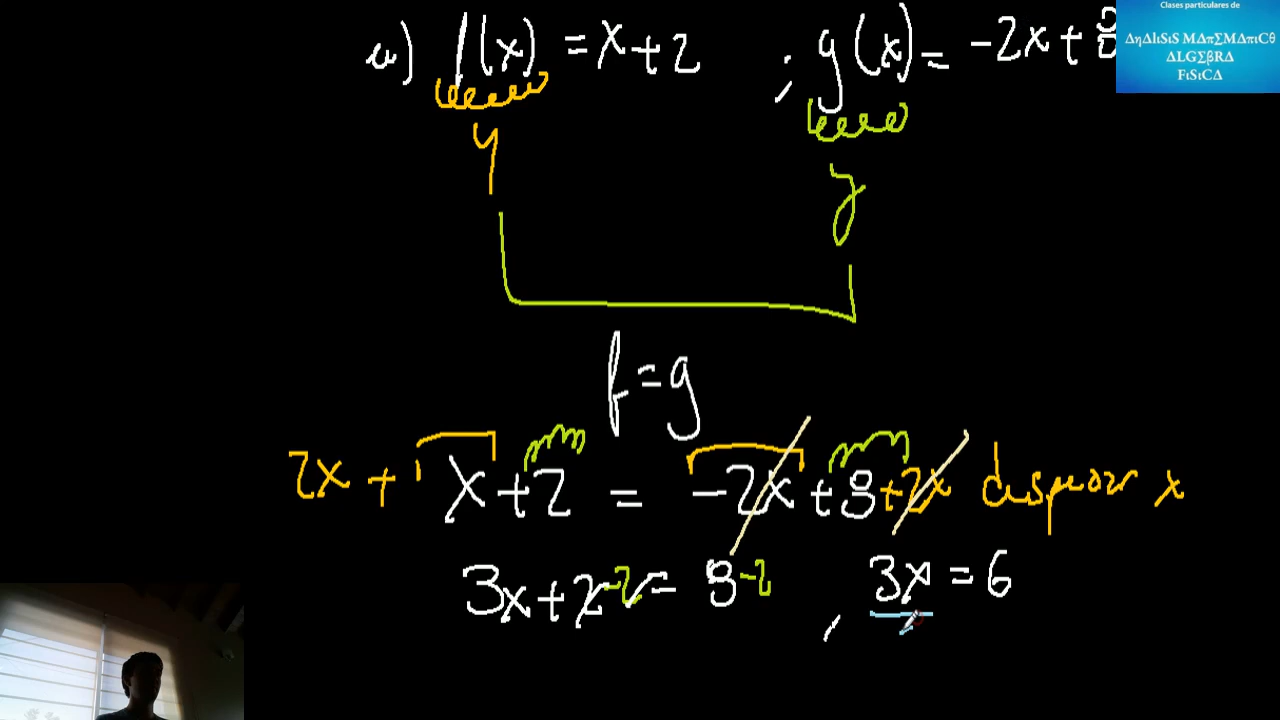 a) f(x) = x + 2 ; g(x) = -2x + 8
Clases particulares de
ΔηΔlιSιS MΔπΣMΔπιCθ
ΔLGΣβRΔ
FιSιCΔ
y y
f = g
2x + x + 2 = -2x + 8 + 2x despejar x
3x + 2 - 2 = 8 - 2 , 3x = 6